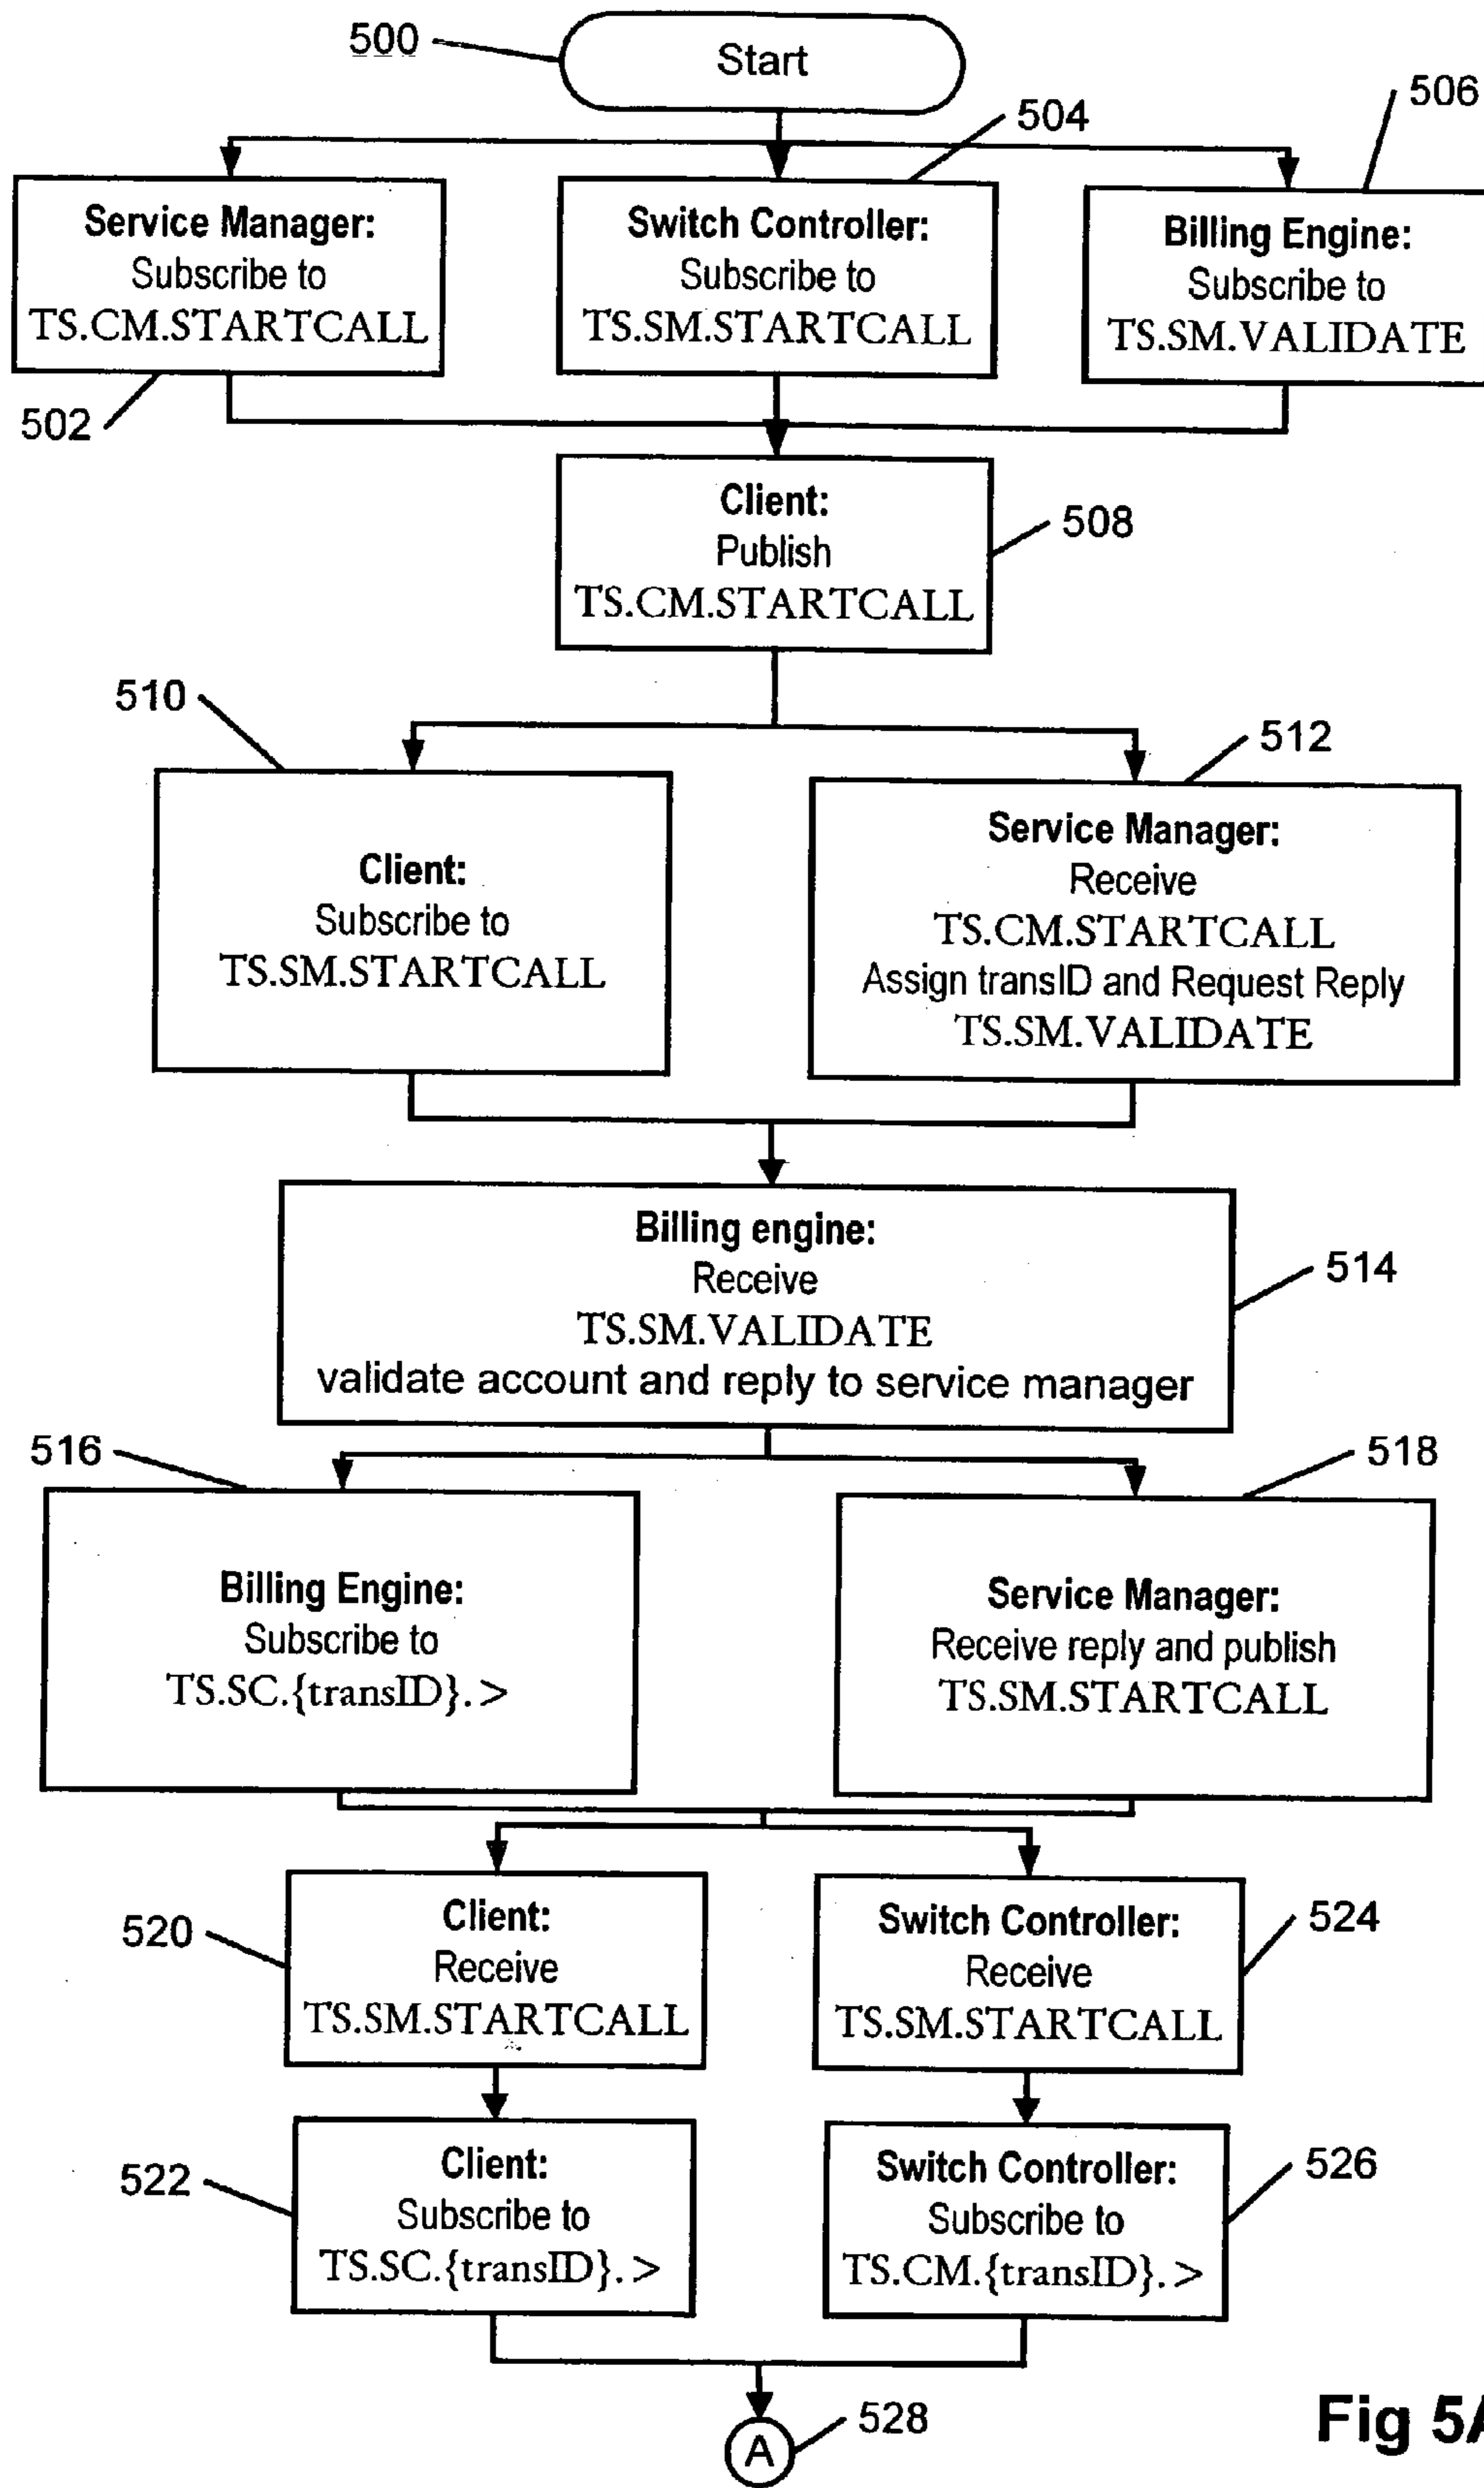 500
Start
504
506
Service Manager:
Subscribe to
TS.CM.STARTCALL
502
Switch Controller:
Subscribe to
TS.SM.STARTCALL
Billing Engine:
Subscribe to
TS.SM.VALIDATE
Client:
Publish
TS.CM.STARTCALL
508
510
512
Client:
Subscribe to
TS.SM.STARTCALL
Service Manager:
Receive
TS.CM.STARTCALL
Assign transID and Request Reply
TS.SM.VALIDATE
Billing engine:
Receive
TS.SM.VALIDATE
validate account and reply to service manager
514
516
518
Billing Engine:
Subscribe to
TS.SC.{transID}.>
Service Manager:
Receive reply and publish
TS.SM.STARTCALL
520
Client:
Receive
TS.SM.STARTCALL
Switch Controller:
Receive
TS.SM.STARTCALL
524
522
Client:
Subscribe to
TS.SC.{transID}.>
Switch Controller:
Subscribe to
TS.CM.{transID}.>
526
A
528
Fig 5A